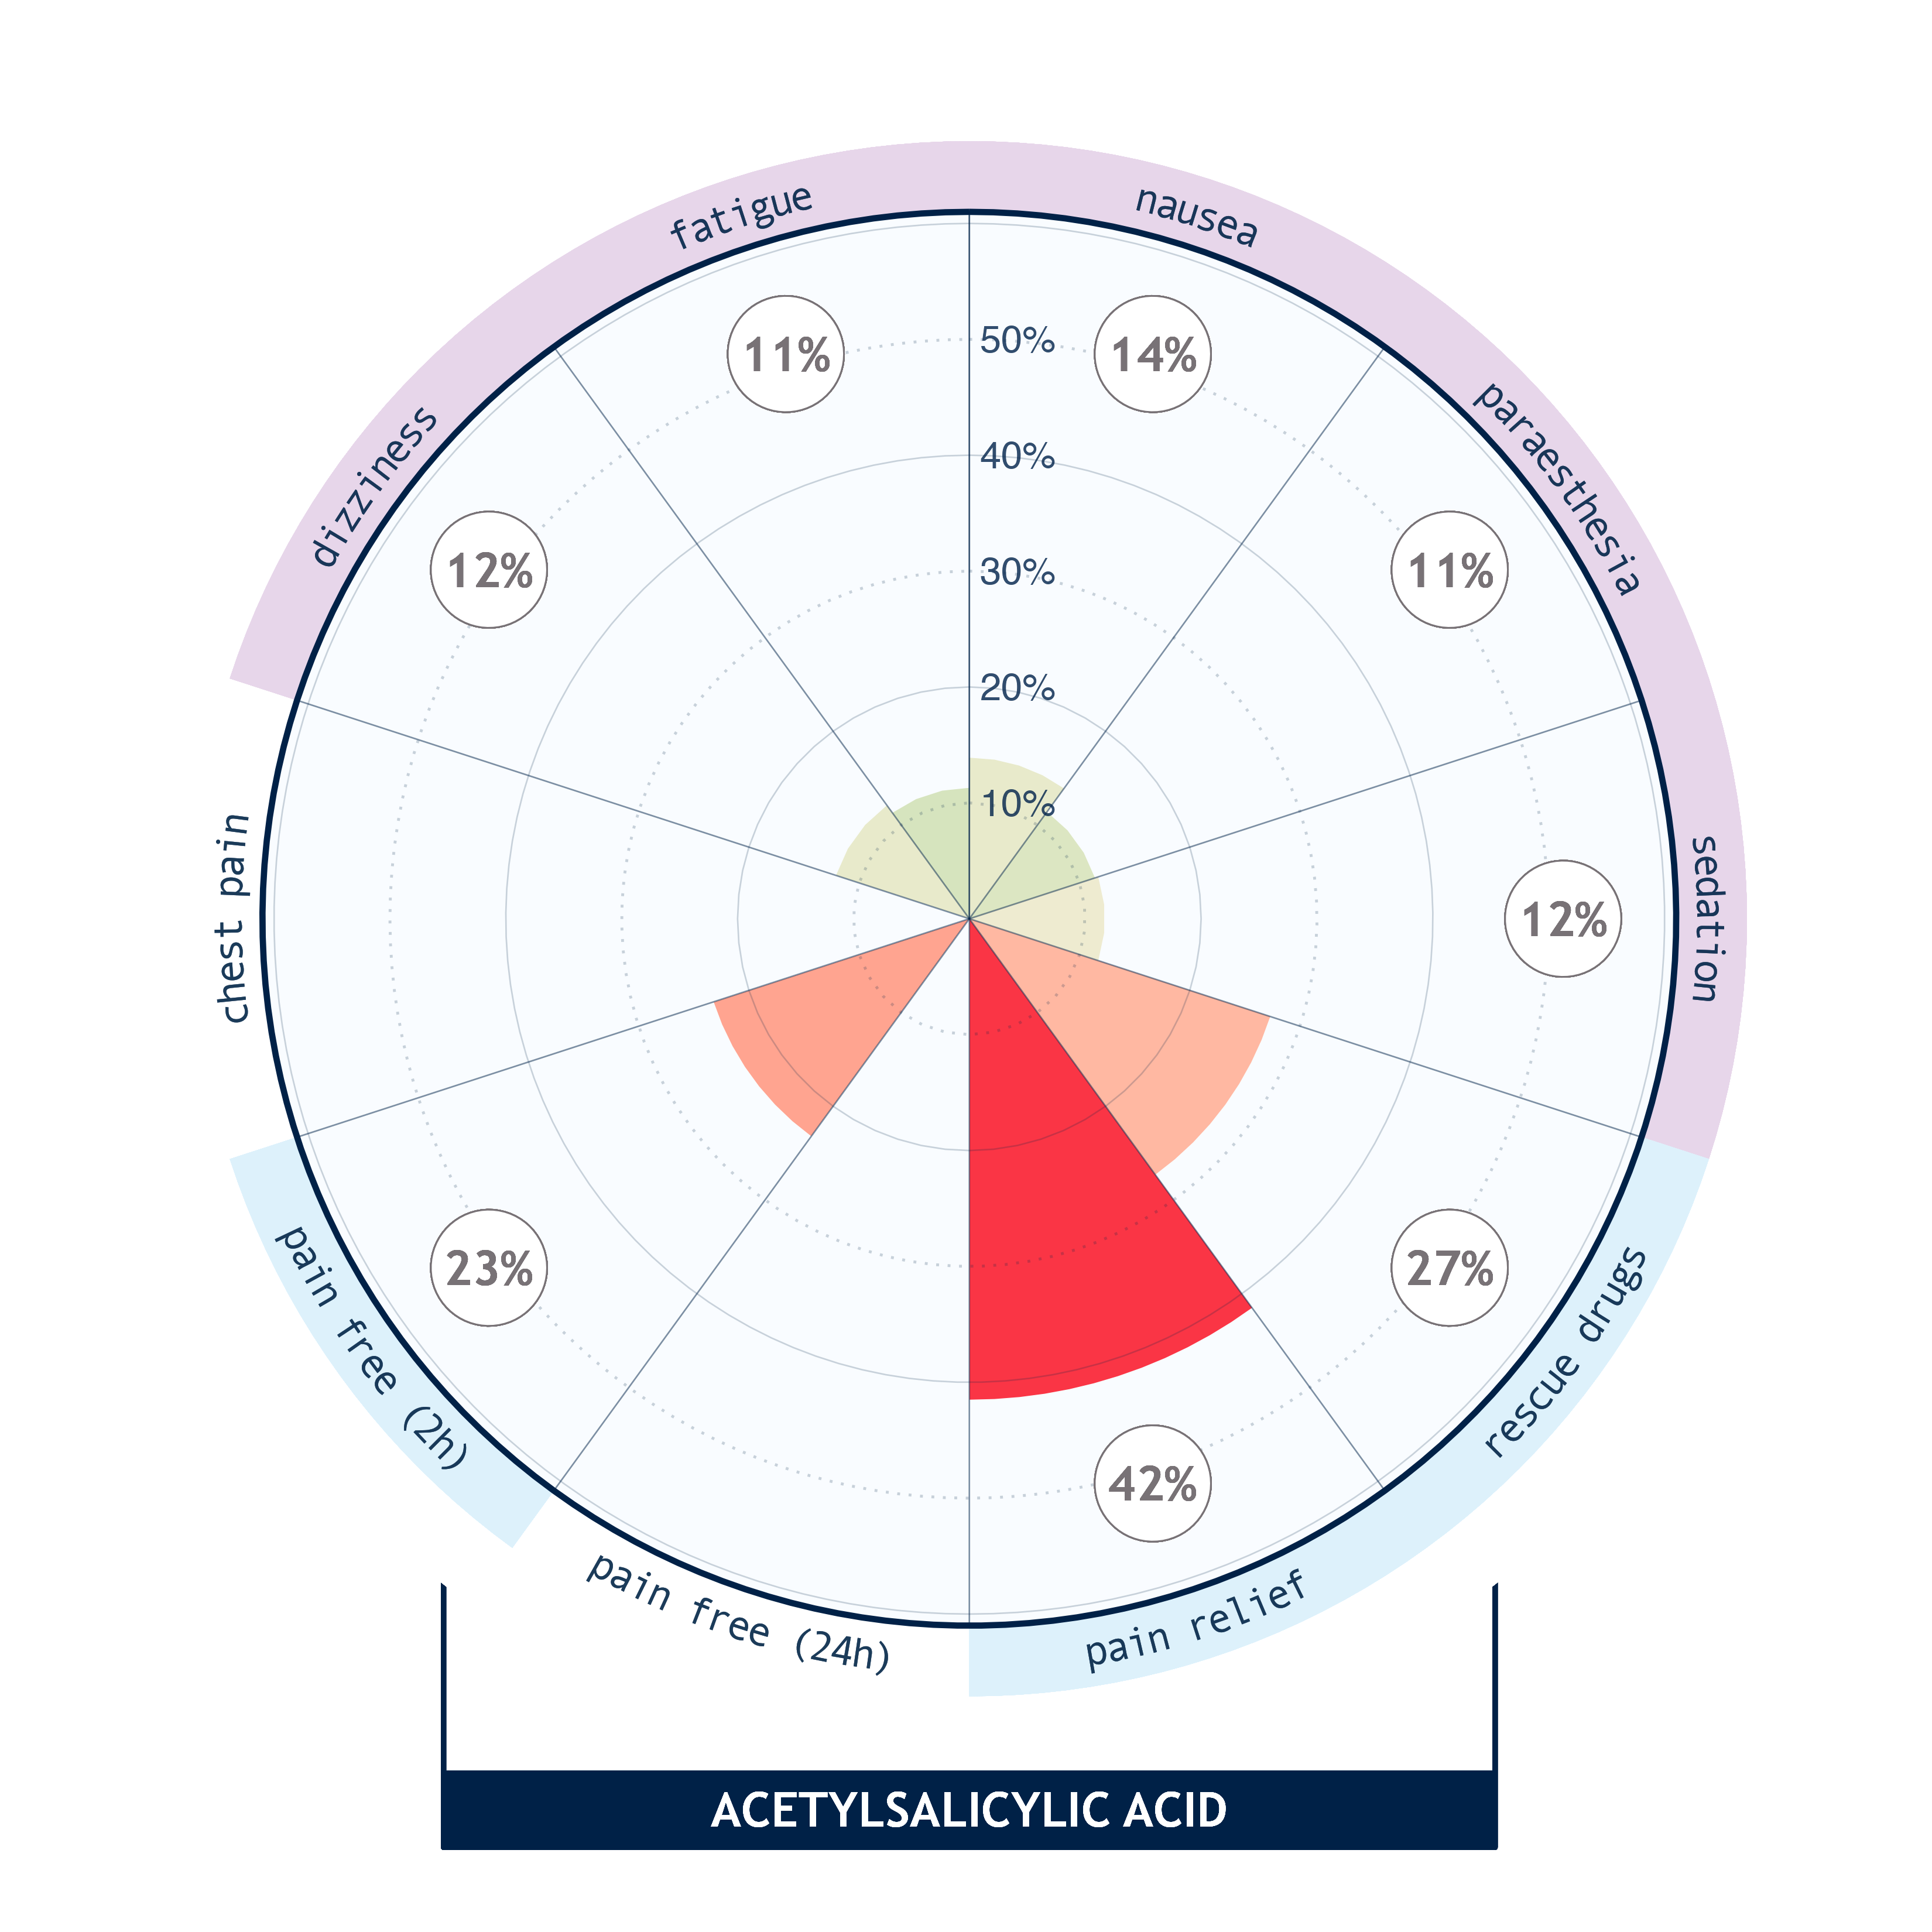 fatigue
nausea
11%
50%
14%
dizziness
paraesthesia
40%
12%
30%
11%
20%
10%
chest pain
12%
sedation
23%
27%
pain free (2h)
rescue drugs
42%
pain free (24h)
pain relief
ACETYLSALICYLIC ACID